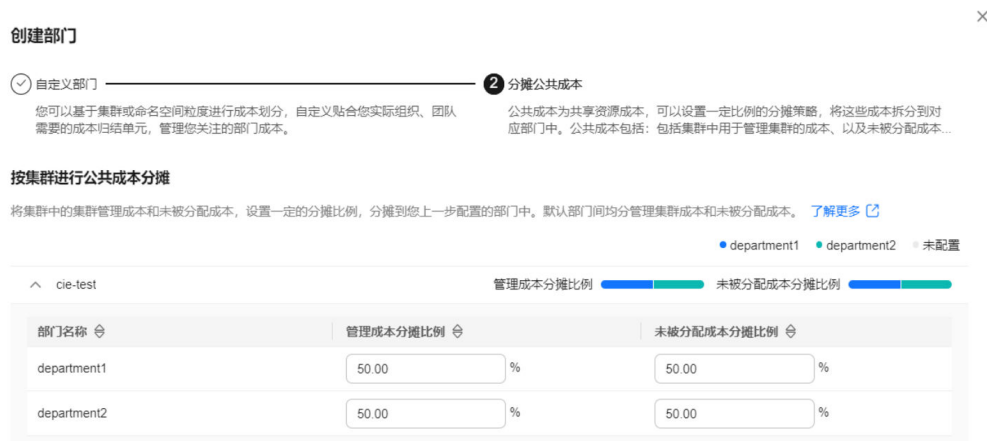 创建部门
自定义部门
2 分摊公共成本
您可以基于集群或命名空间粒度进行成本划分，自定义贴合您实际组织、团队
需要的成本归结单元，管理您关注的部门成本。
公共成本为共享资源成本，可以设置一定比例的分摊策略，将这些成本拆分到对
应部门中。公共成本包括：包括集群中用于管理集群的成本、以及未被分配成本...
按集群进行公共成本分摊
将集群中的集群管理成本和未被分配成本，设置一定的分摊比例，分摊到您上一步配置的部门中。默认部门间均分管理集群成本和未被分配成本。 了解更多
department1 department2 未配置
cie-test 管理成本分摊比例 未被分配成本分摊比例
部门名称 管理成本分摊比例 未被分配成本分摊比例
department1 50.00 % 50.00 %
department2 50.00 % 50.00 %